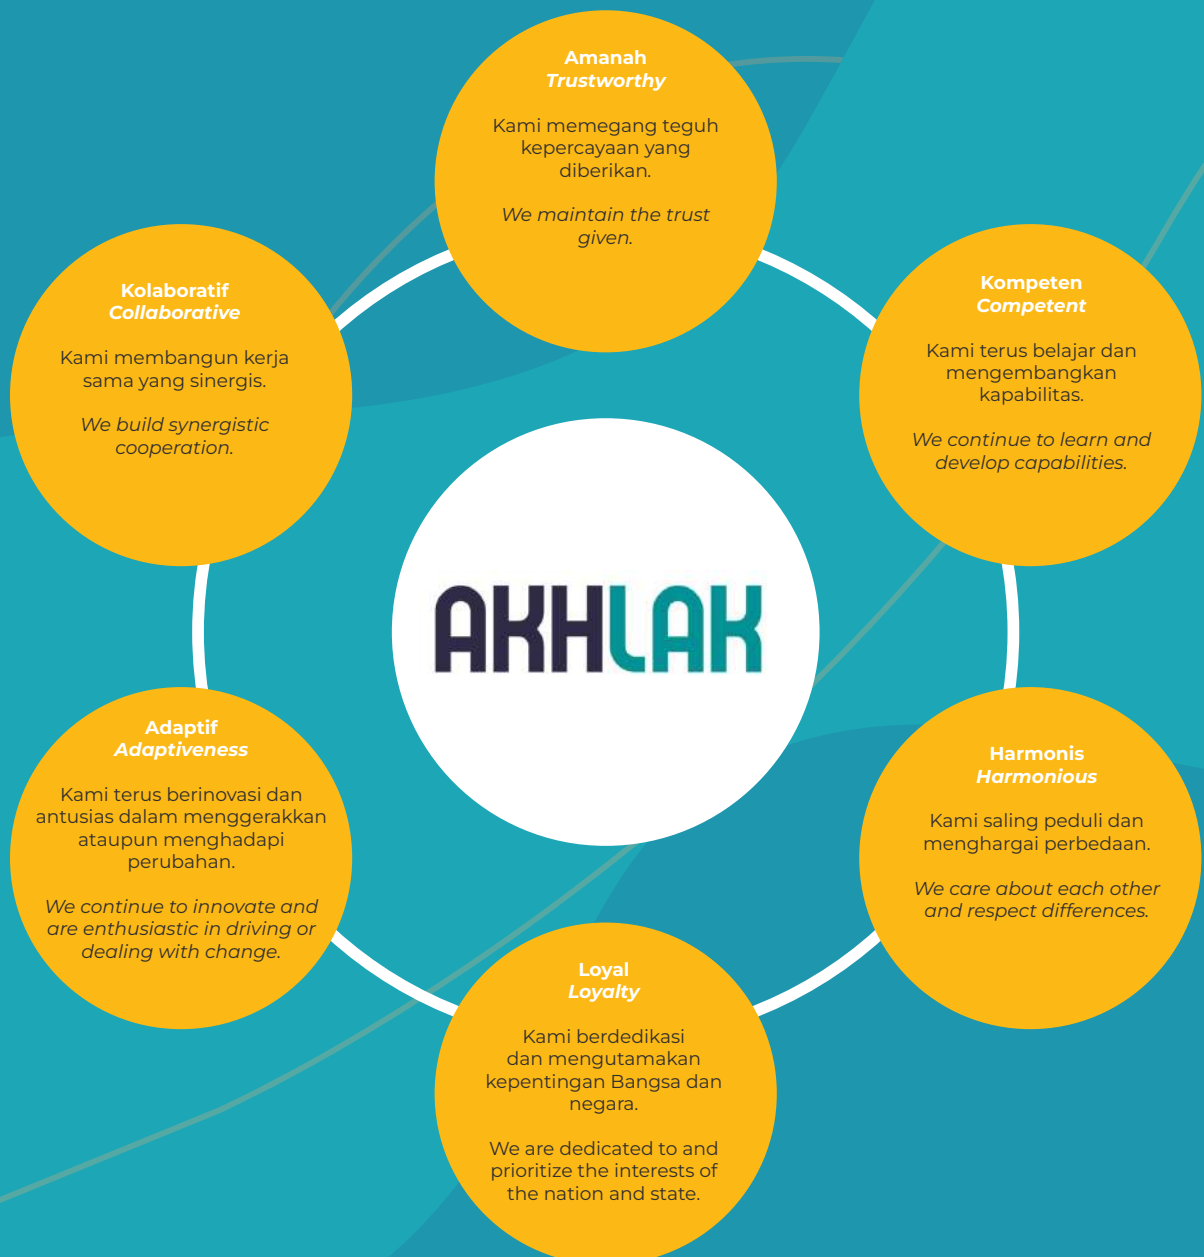 Amanah
Trustworthy
Kami memegang teguh
kepercayaan yang
diberikan.
We maintain the trust
given.
Kompeten
Competent
Kami terus belajar dan
mengembangkan
kapabilitas.
We continue to learn and
develop capabilities.
Harmonis
Harmonious
Kami saling peduli dan
menghargai perbedaan.
We care about each other
and respect differences.
Loyal
Loyalty
Kami berdedikasi
dan mengutamakan
kepentingan Bangsa dan
negara.
We are dedicated to and
prioritize the interests of
the nation and state.
Adaptif
Adaptiveness
Kami terus berinovasi dan
antusias dalam menggerakkan
ataupun menghadapi
perubahan.
We continue to innovate and
are enthusiastic in driving or
dealing with change.
Kolaboratif
Collaborative
Kami membangun kerja
sama yang sinergis.
We build synergistic
cooperation.
AKHLAK